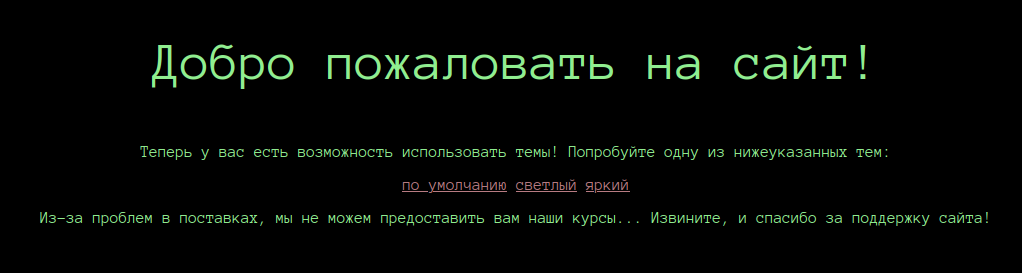 Добро пожаловать на сайт!
Теперь у вас есть возможность использовать темы! Попробуйте одну из нижеуказанных тем:
по умолчанию светлый яркий
Из-за проблем в поставках, мы не можем предоставить вам наши курсы... Извините, и спасибо за поддержку сайта!